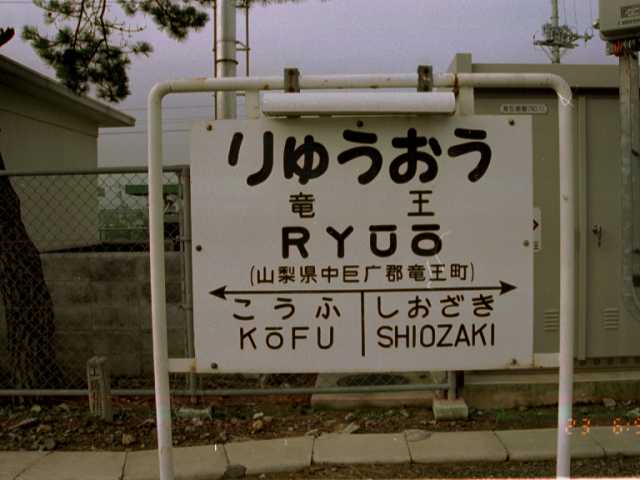 りゅうおう
竜王
RYŪŌ
(山梨県中巨广郡竜王町)
こうふ しおざき
KŌFU SHIOZAKI